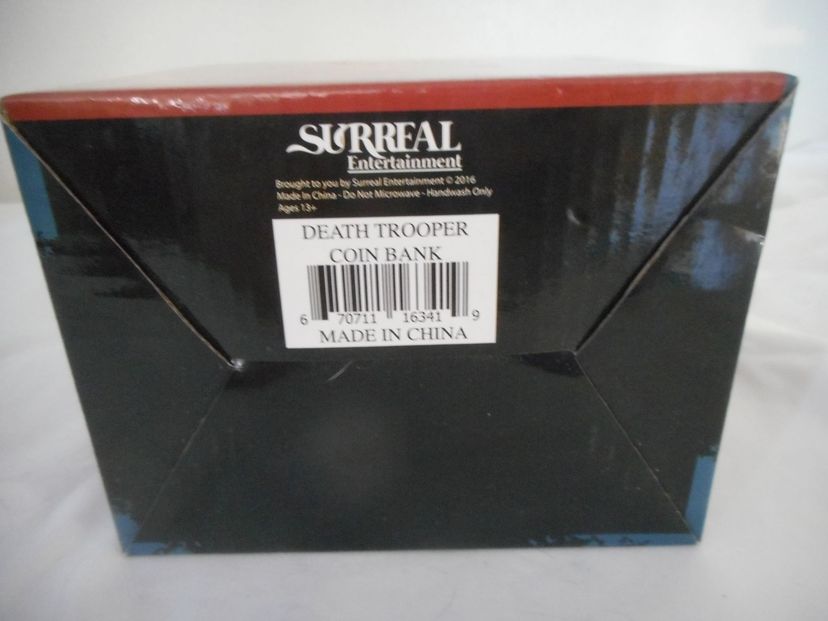 SURREAL
Entertainment
Brought to you by Surreal Entertainment © 2016
Made In China - Do Not Microwave - Handwash Only
Ages 13+
DEATH TROOPER
COIN BANK
6 70711 16341 9
MADE IN CHINA